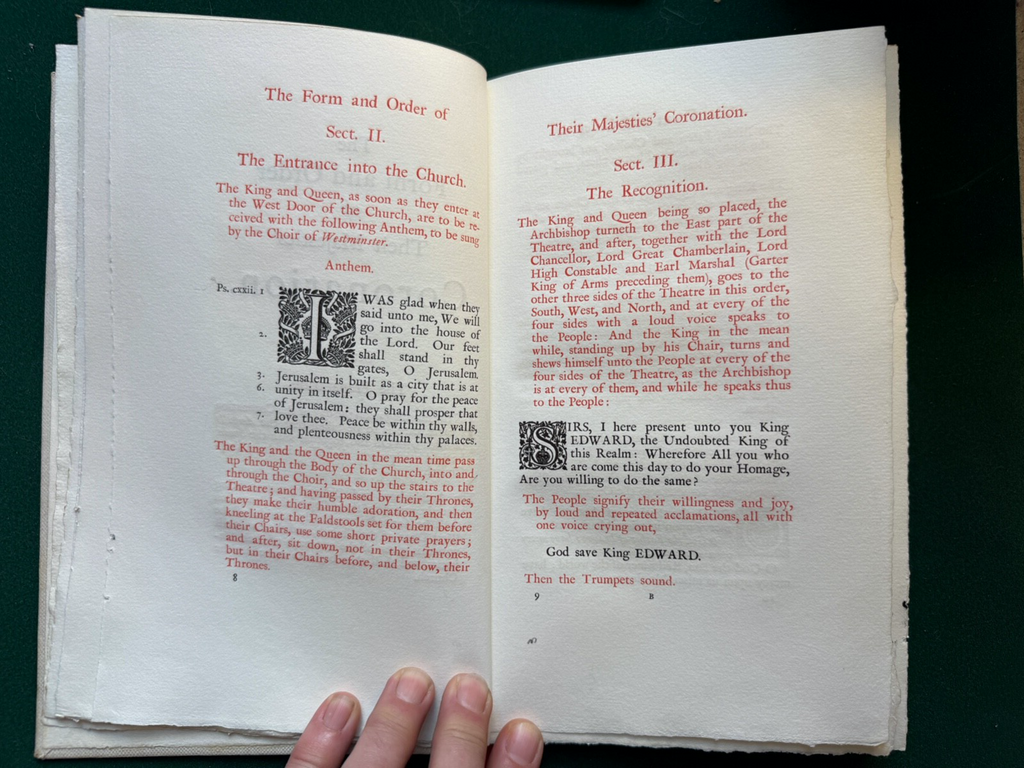 The Form and Order of
Sect. II.
The Entrance into the Church.
The King and Queen, as soon as they enter at
the West Door of the Church, are to be re-
ceived with the following Anthem, to be sung
by the Choir of Westminster.
Anthem.
Ps. cxxii. 1 I WAS glad when they
said unto me, We will
2. go into the house of
the Lord. Our feet
shall stand in thy
gates, O Jerusalem.
3. Jerusalem is built as a city that is at
6. unity in itself. O pray for the peace
of Jerusalem: they shall prosper that
7. love thee. Peace be within thy walls,
and plenteousness within thy palaces.
The King and the Queen in the mean time pass
up through the Body of the Church, into and
through the Choir, and so up the stairs to the
Theatre; and having passed by their Thrones,
they make their humble adoration, and then
kneeling at the Faldstools set for them before
their Chairs, use some short private prayers;
and after, sit down, not in their Thrones,
but in their Chairs before, and below, their
Thrones.
8
Their Majesties' Coronation.
Sect. III.
The Recognition.
The King and Queen being so placed, the
Archbishop turneth to the East part of the
Theatre, and after, together with the Lord
Chancellor, Lord Great Chamberlain, Lord
High Constable and Earl Marshal (Garter
King of Arms preceding them), goes to the
other three sides of the Theatre in this order,
South, West, and North, and at every of the
four sides with a loud voice speaks to
the People: And the King in the mean
while, standing up by his Chair, turns and
shews himself unto the People at every of the
four sides of the Theatre, as the Archbishop
is at every of them, and while he speaks thus
to the People:
SIRS, I here present unto you King
EDWARD, the Undoubted King of
this Realm: Wherefore All you who
are come this day to do your Homage,
Are you willing to do the same?
The People signify their willingness and joy,
by loud and repeated acclamations, all with
one voice crying out,
God save King EDWARD.
Then the Trumpets sound.
9 B